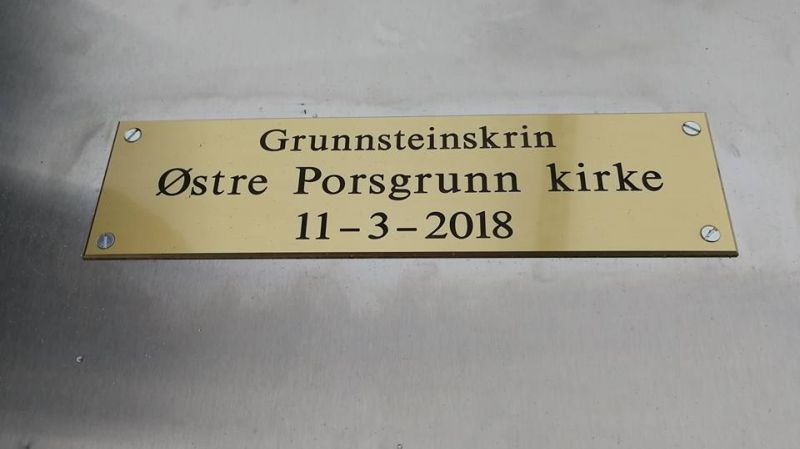 Grunnsteinskrin
Østre Porsgrunn kirke
11-3-2018